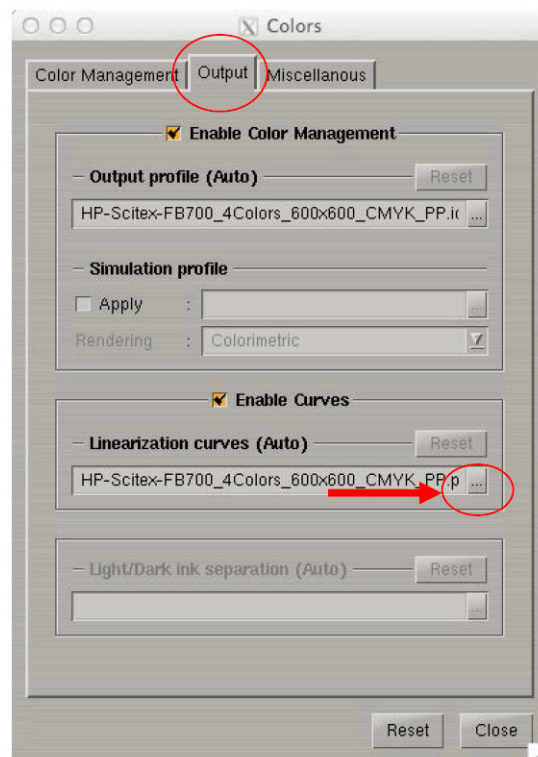 Colors
Color Management Output Miscellanous
Enable Color Management
Output profile (Auto) Reset
HP-Scitex-FB700_4Colors_600x600_CMYK_PP.ic ...
Simulation profile
Apply : ...
Rendering : Colorimetric
Enable Curves
Linearization curves (Auto) Reset
HP-Scitex-FB700_4Colors_600x600_CMYK_PP.p ...
Light/Dark ink separation (Auto) Reset
...
Reset Close